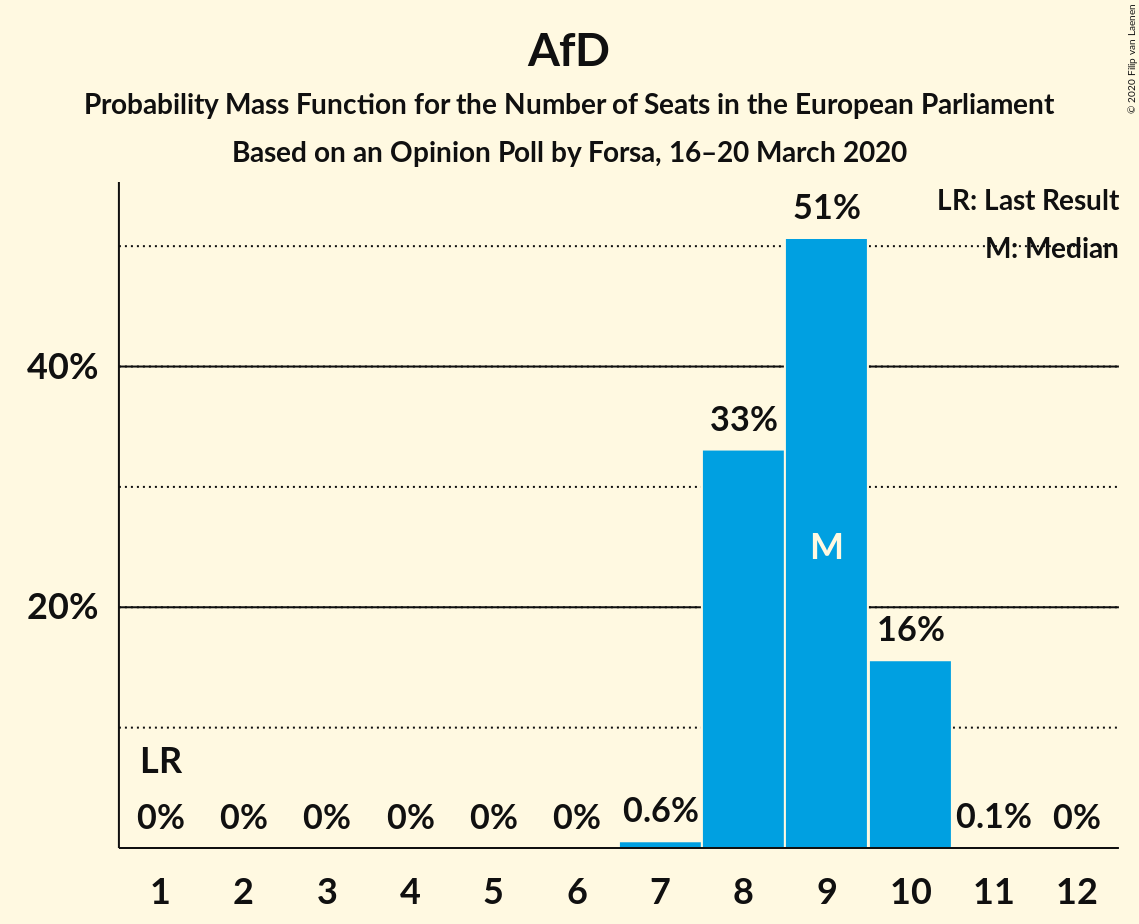 AfD
Probability Mass Function for the Number of Seats in the European Parliament
Based on an Opinion Poll by Forsa, 16–20 March 2020
© 2020 Filip van Laenen
LR: Last Result
M: Median
51%
40%
33%
M
20%
16%
LR
0% 0% 0% 0% 0% 0% 0.6% 0.1% 0%
1 2 3 4 5 6 7 8 9 10 11 12